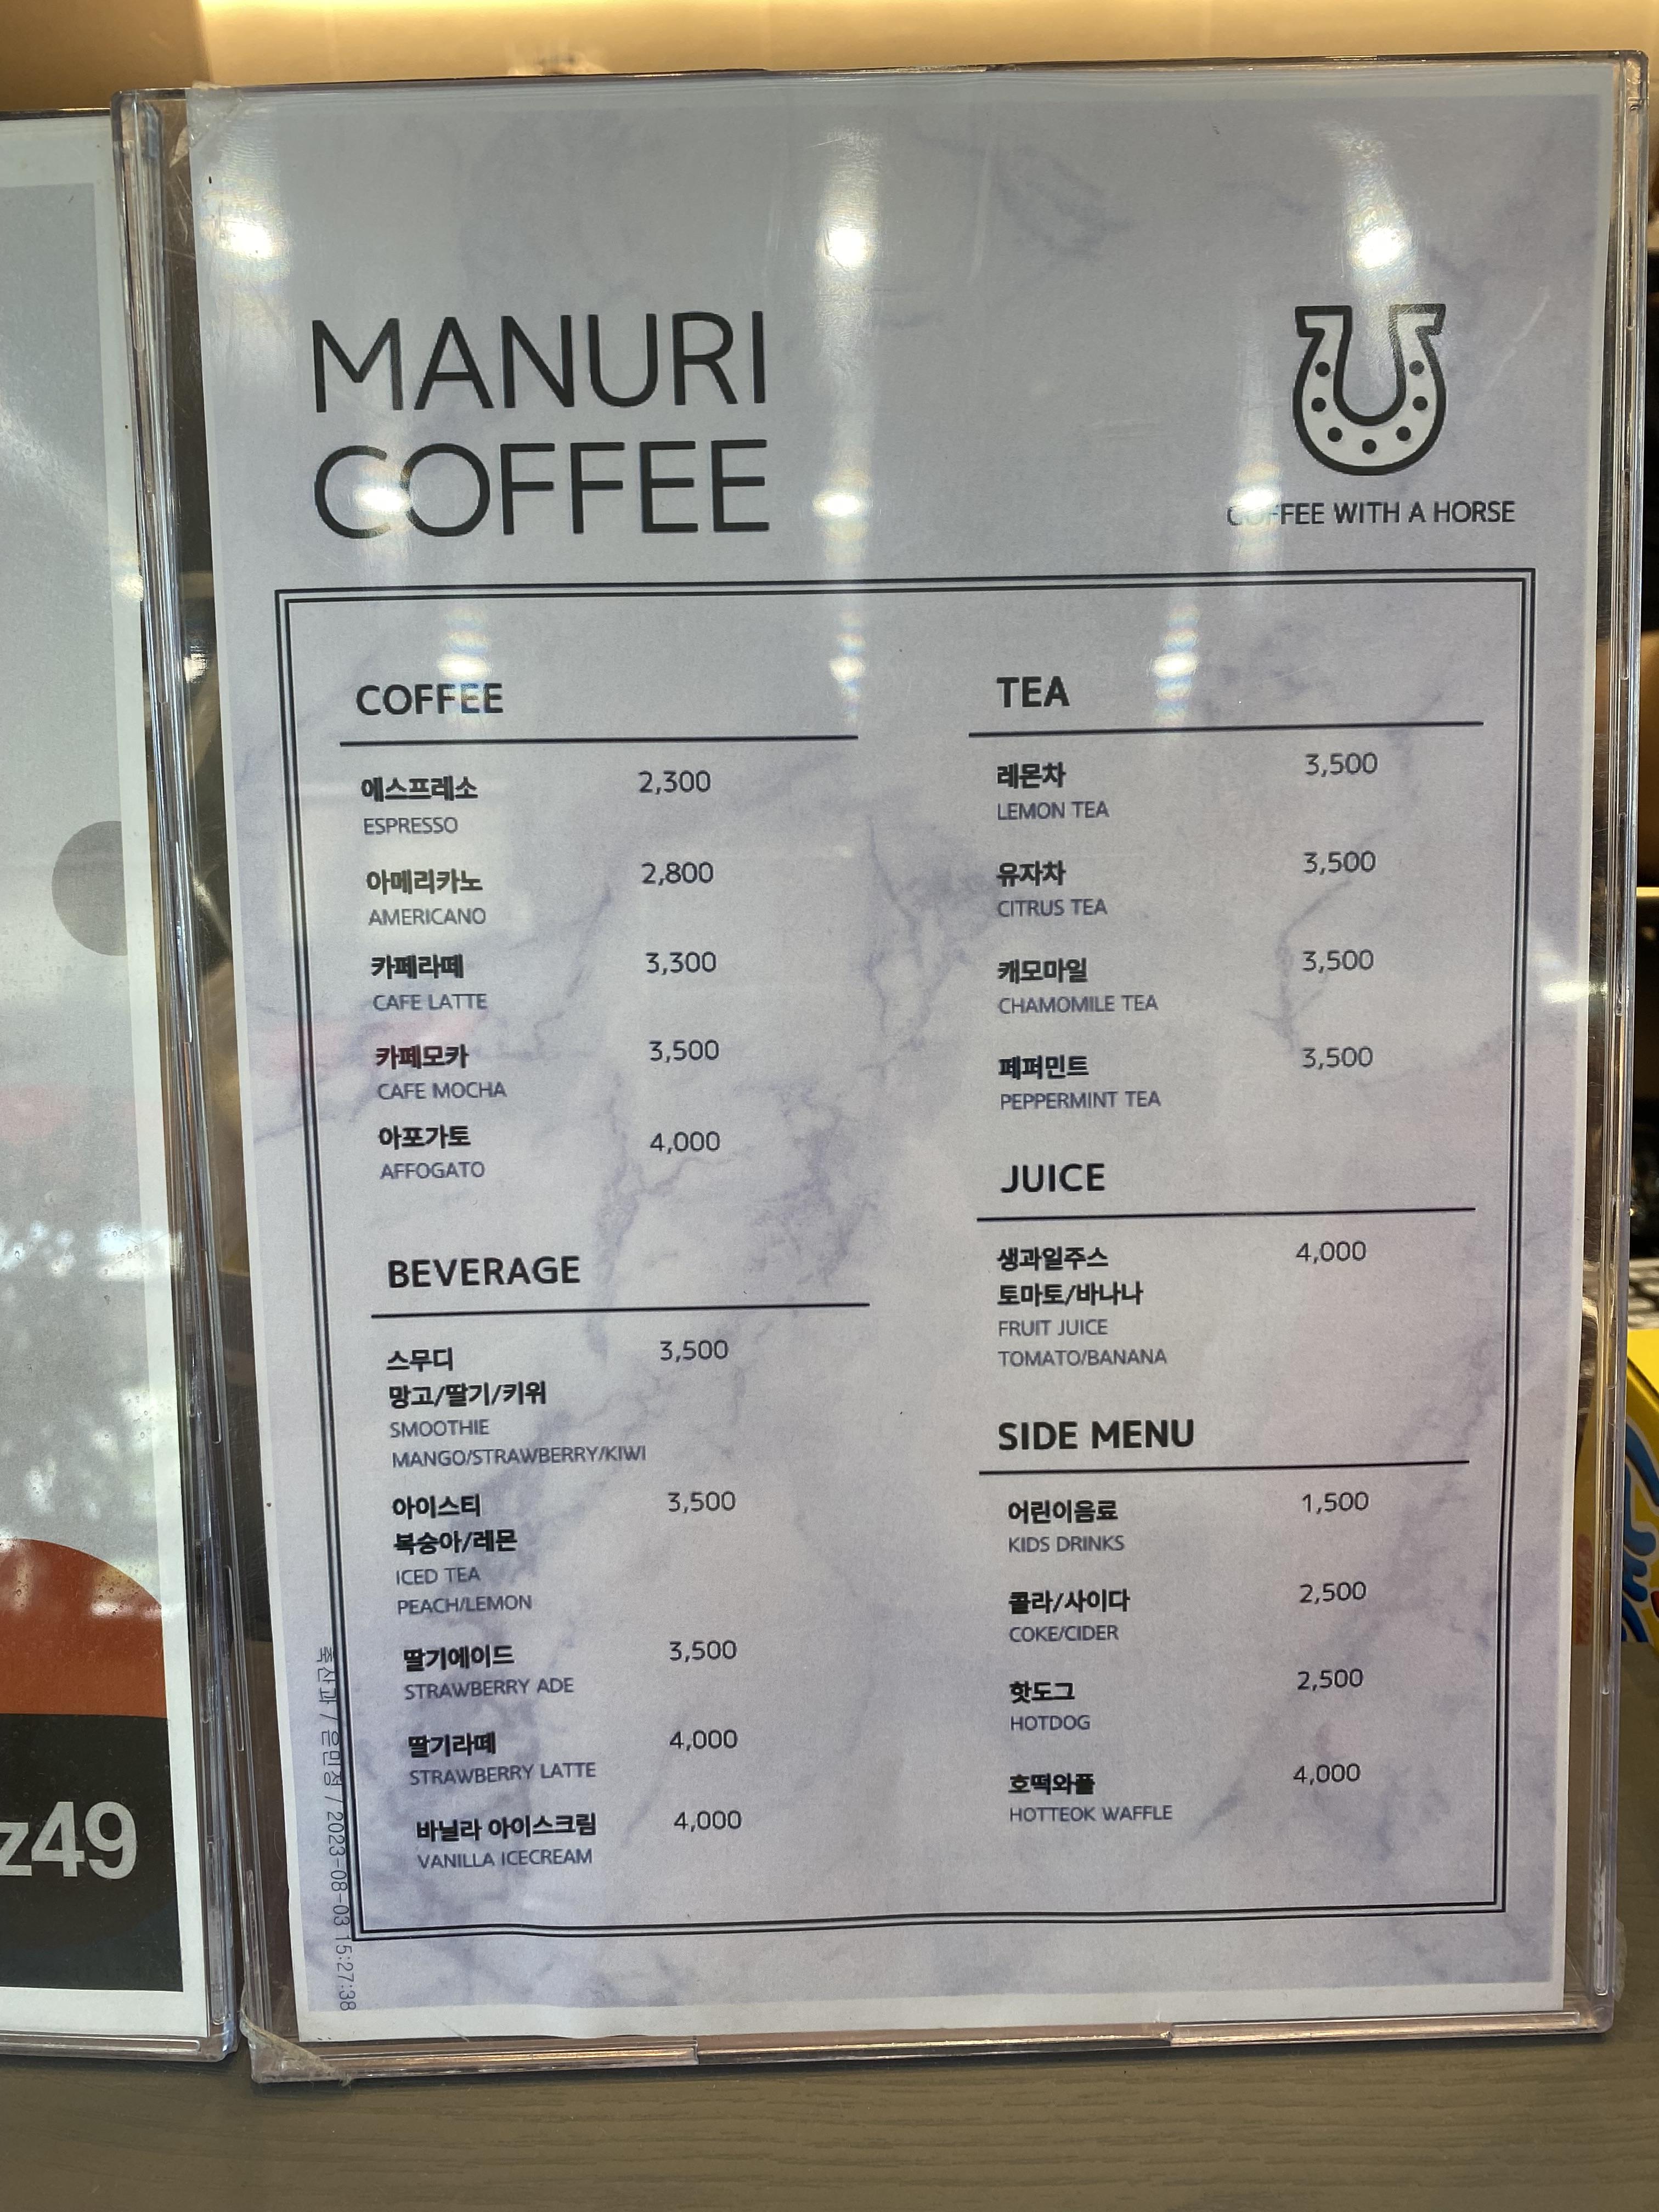 MANURI
COFFEE
COFFEE WITH A HORSE
COFFEE
에스프레소 2,300
ESPRESSO
아메리카노 2,800
AMERICANO
카페라떼 3,300
CAFE LATTE
카페모카 3,500
CAFE MOCHA
아포가토 4,000
AFFOGATO
BEVERAGE
스무디 3,500
망고/딸기/키위
SMOOTHIE
MANGO/STRAWBERRY/KIWI
아이스티 3,500
복숭아/레몬
ICED TEA
PEACH/LEMON
딸기에이드 3,500
STRAWBERRY ADE
딸기라떼 4,000
STRAWBERRY LATTE
바닐라 아이스크림 4,000
VANILLA ICECREAM
TEA
레몬차 3,500
LEMON TEA
유자차 3,500
CITRUS TEA
캐모마일 3,500
CHAMOMILE TEA
페퍼민트 3,500
PEPPERMINT TEA
JUICE
생과일주스 4,000
토마토/바나나
FRUIT JUICE
TOMATO/BANANA
SIDE MENU
어린이음료 1,500
KIDS DRINKS
콜라/사이다 2,500
COKE/CIDER
핫도그 2,500
HOTDOG
호떡와플 4,000
HOTTEOK WAFFLE
축산과 / 은민정 / 2023-08-03 15:27:38
z49